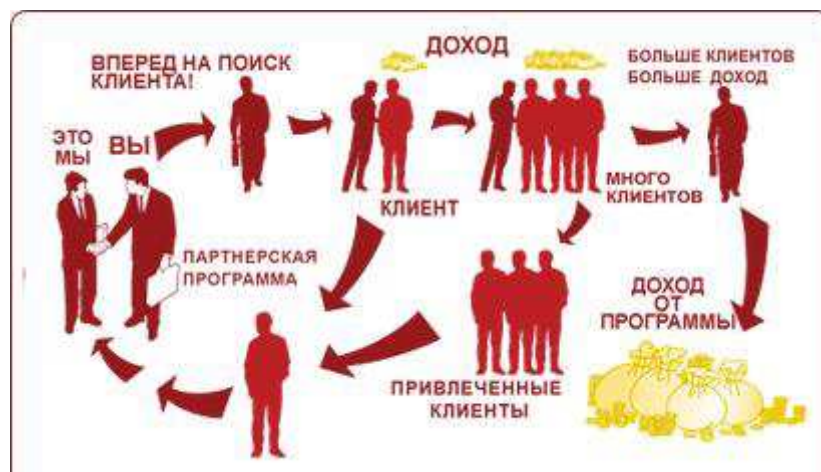 ВПЕРЕД НА ПОИСК
КЛИЕНТА!
ДОХОД
БОЛЬШЕ КЛИЕНТОВ
БОЛЬШЕ ДОХОД
ЭТО
МЫ
ВЫ
КЛИЕНТ
МНОГО
КЛИЕНТОВ
ПАРТНЕРСКАЯ
ПРОГРАММА
ДОХОД
ОТ
ПРОГРАММЫ
ПРИВЛЕЧЕННЫЕ
КЛИЕНТЫ